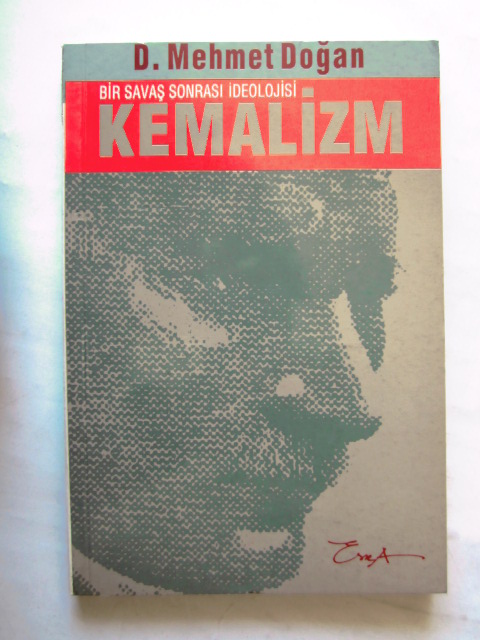 D. Mehmet Doğan
BİR SAVAŞ SONRASI İDEOLOJİSİ
KEMALİZM